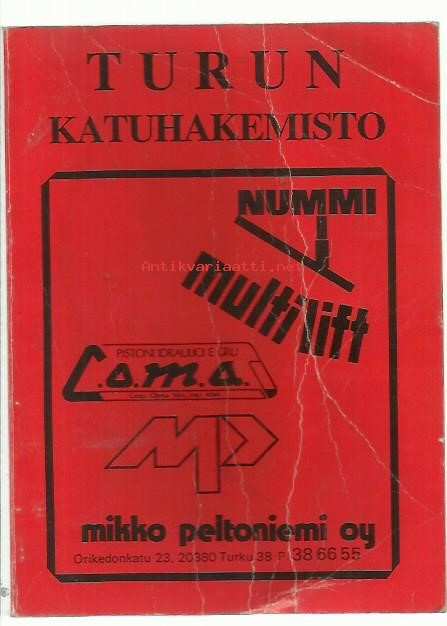 TURUN
KATUHAKEMISTO
NUMMI
Antikvariaatti.net
multilift
PISTONI IDRAULICI E GRU
C.o.m.a.
MP
mikko peltoniemi oy
Orikedonkatu 23, 20380 Turku 38 P. 38 66 55